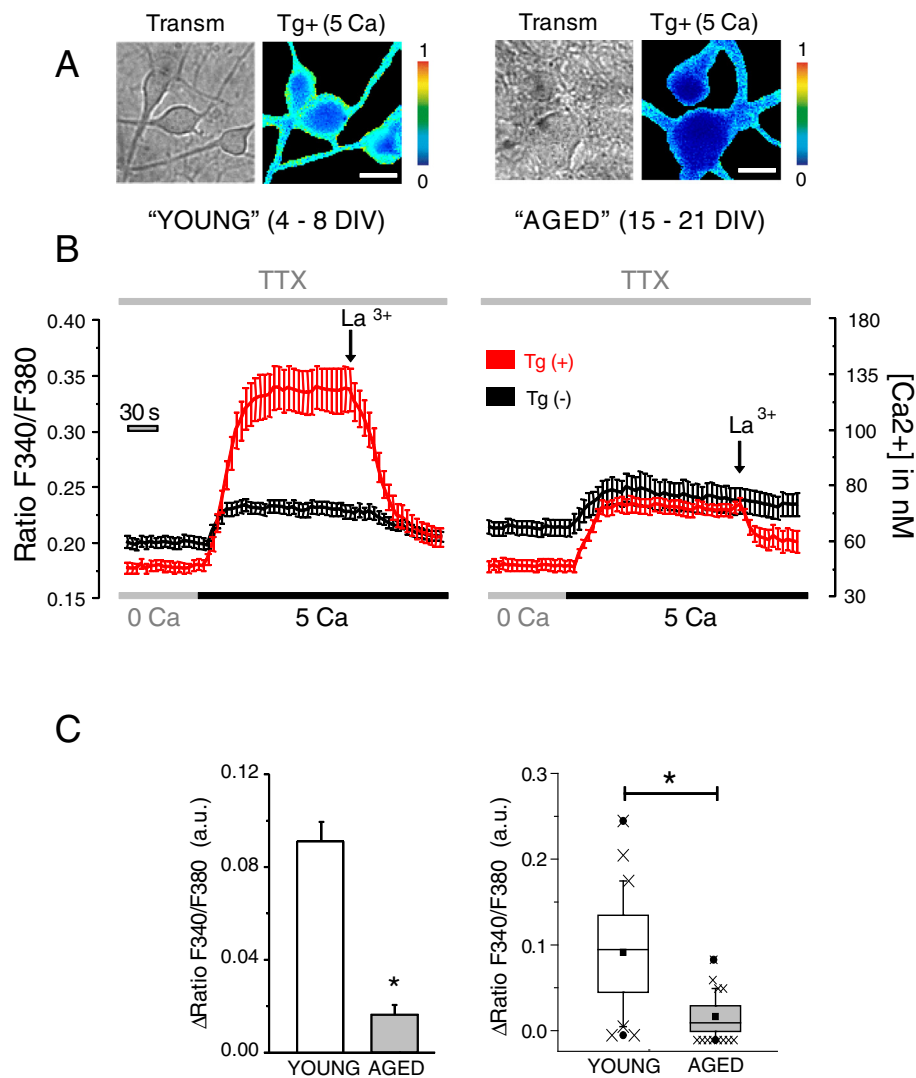 A
Transm
Tg+ (5 Ca)
1
0
Transm
Tg+ (5 Ca)
1
0
“YOUNG” (4 - 8 DIV)
“AGED” (15 - 21 DIV)
B
TTX
TTX
Ratio F340/F380
0.40
0.35
0.30
0.25
0.20
0.15
30 s
La 3+
0 Ca
5 Ca
Tg (+)
Tg (-)
La 3+
0 Ca
5 Ca
180
135
100
80
60
30
[Ca2+] in nM
C
ΔRatio F340/F380 (a.u.)
0.12
0.08
0.04
0.00
*
YOUNG
AGED
ΔRatio F340/F380 (a.u.)
0.3
0.2
0.1
0.0
*
YOUNG
AGED